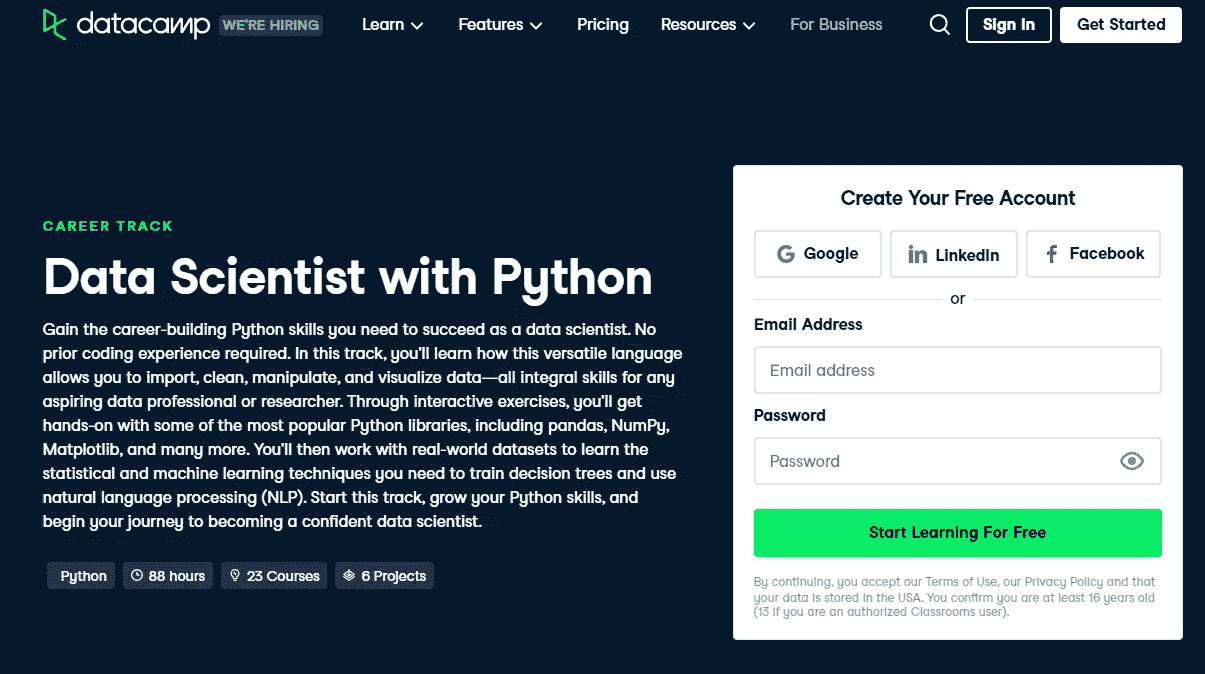 datacamp WE'RE HIRING Learn Features Pricing Resources For Business Sign In Get Started
CAREER TRACK
Data Scientist with Python
Gain the career-building Python skills you need to succeed as a data scientist. No
prior coding experience required. In this track, you'll learn how this versatile language
allows you to import, clean, manipulate, and visualize data—all integral skills for any
aspiring data professional or researcher. Through interactive exercises, you'll get
hands-on with some of the most popular Python libraries, including pandas, NumPy,
Matplotlib, and many more. You'll then work with real-world datasets to learn the
statistical and machine learning techniques you need to train decision trees and use
natural language processing (NLP). Start this track, grow your Python skills, and
begin your journey to becoming a confident data scientist.
Python 88 hours 23 Courses 6 Projects
Create Your Free Account
Google LinkedIn Facebook
or
Email Address
Email address
Password
Password
Start Learning For Free
By continuing, you accept our Terms of Use, our Privacy Policy and that
your data is stored in the USA. You confirm you are at least 16 years old
(13 if you are an authorized Classrooms user).